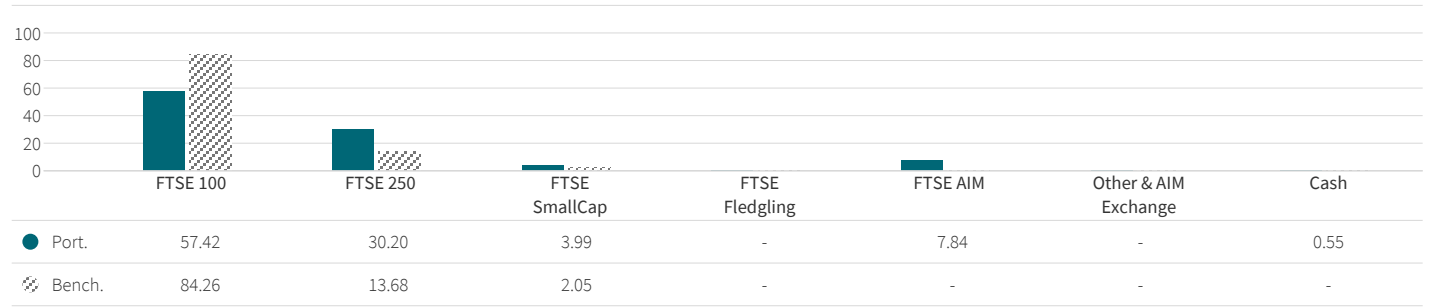 100
80
60
40
20
0
FTSE 100 FTSE 250 FTSE FTSE FTSE AIM Other & AIM Cash
SmallCap Fledgling Exchange
Port. 57.42 30.20 3.99 - 7.84 - 0.55
Bench. 84.26 13.68 2.05 - - - -